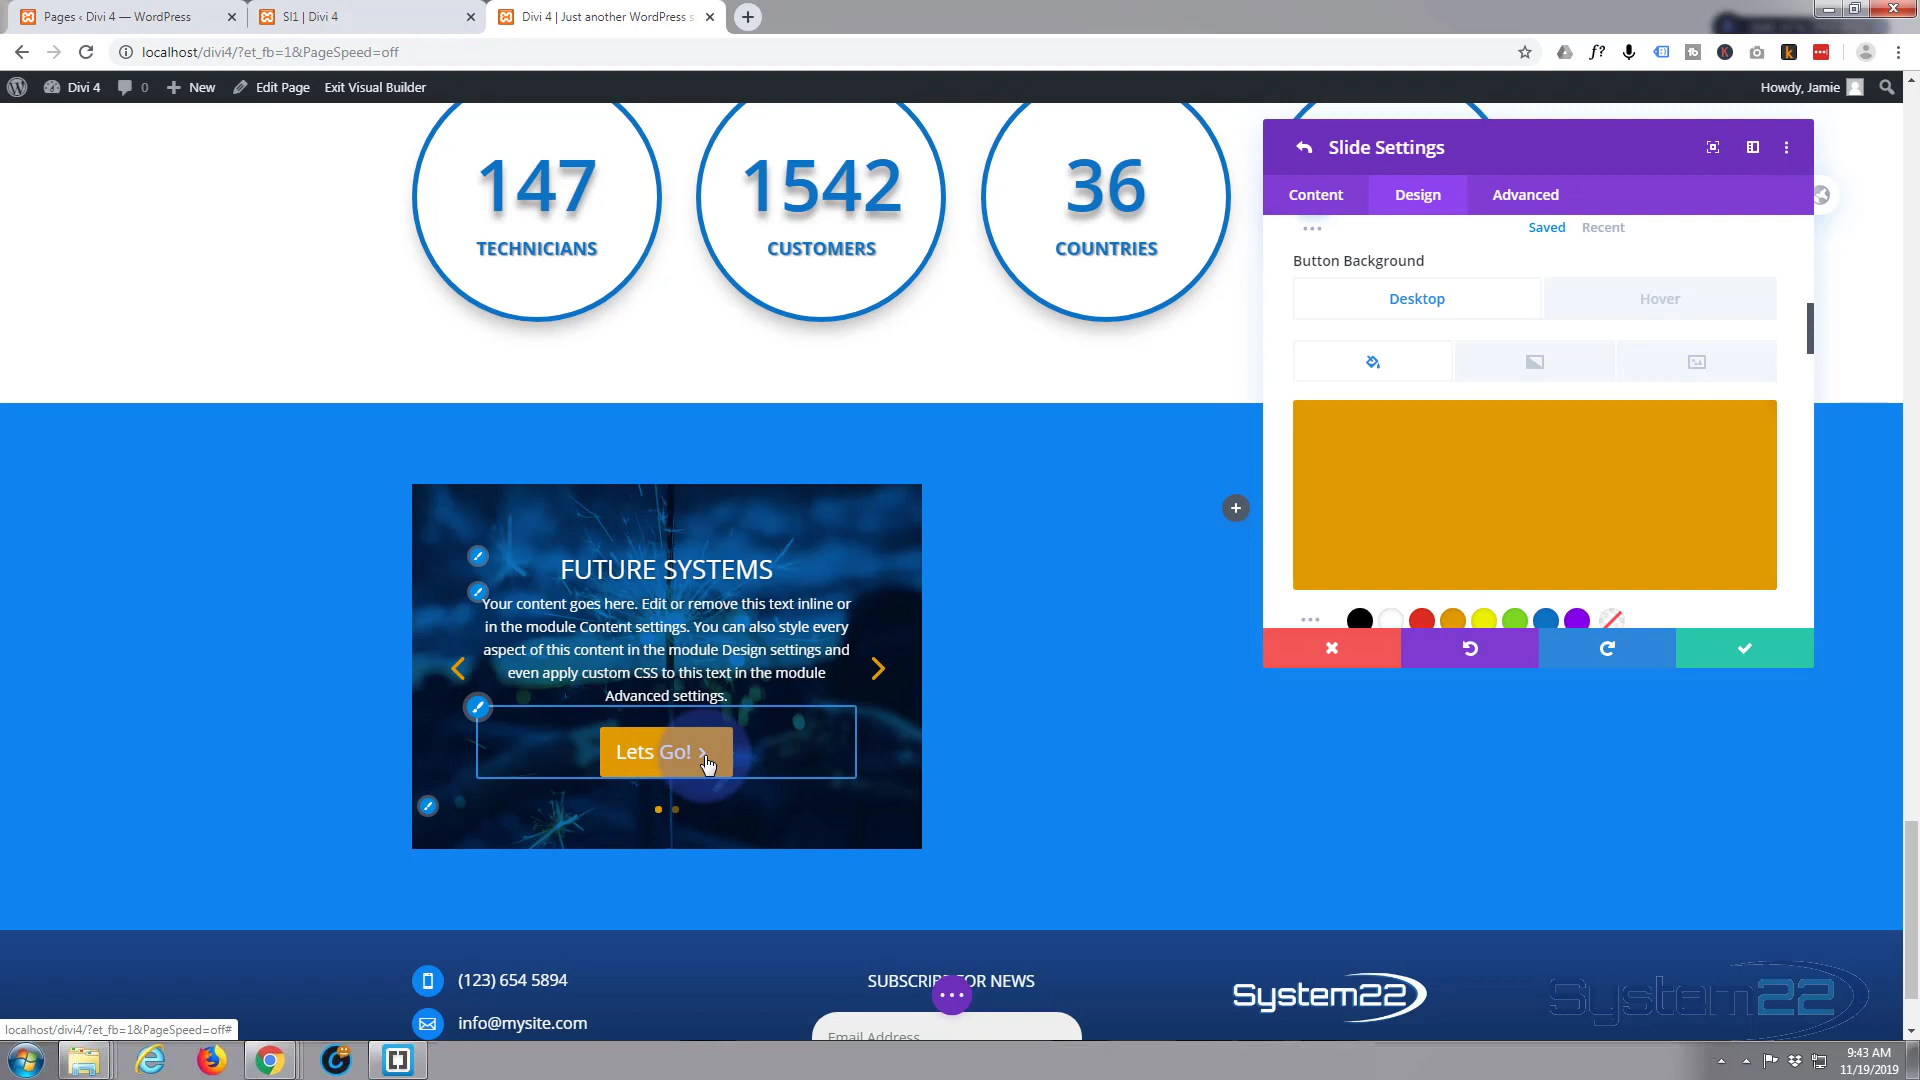 Pages ‹ Divi 4 — WordPress
Sl1 | Divi 4
Divi 4 | Just another WordPress s
localhost/divi4/?et_fb=1&PageSpeed=off
Divi 4
0
New
Edit Page
Exit Visual Builder
Howdy, Jamie
147
TECHNICIANS
1542
CUSTOMERS
36
COUNTRIES
Slide Settings
Content
Design
Advanced
Saved
Recent
Button Background
Desktop
Hover
FUTURE SYSTEMS
Your content goes here. Edit or remove this text inline or
in the module Content settings. You can also style every
aspect of this content in the module Design settings and
even apply custom CSS to this text in the module
Advanced settings.
Lets Go!
(123) 654 5894
info@mysite.com
SUBSCRIBE FOR NEWS
Email Address
System22
System22
localhost/divi4/?et_fb=1&PageSpeed=off#
9:43 AM
11/19/2019